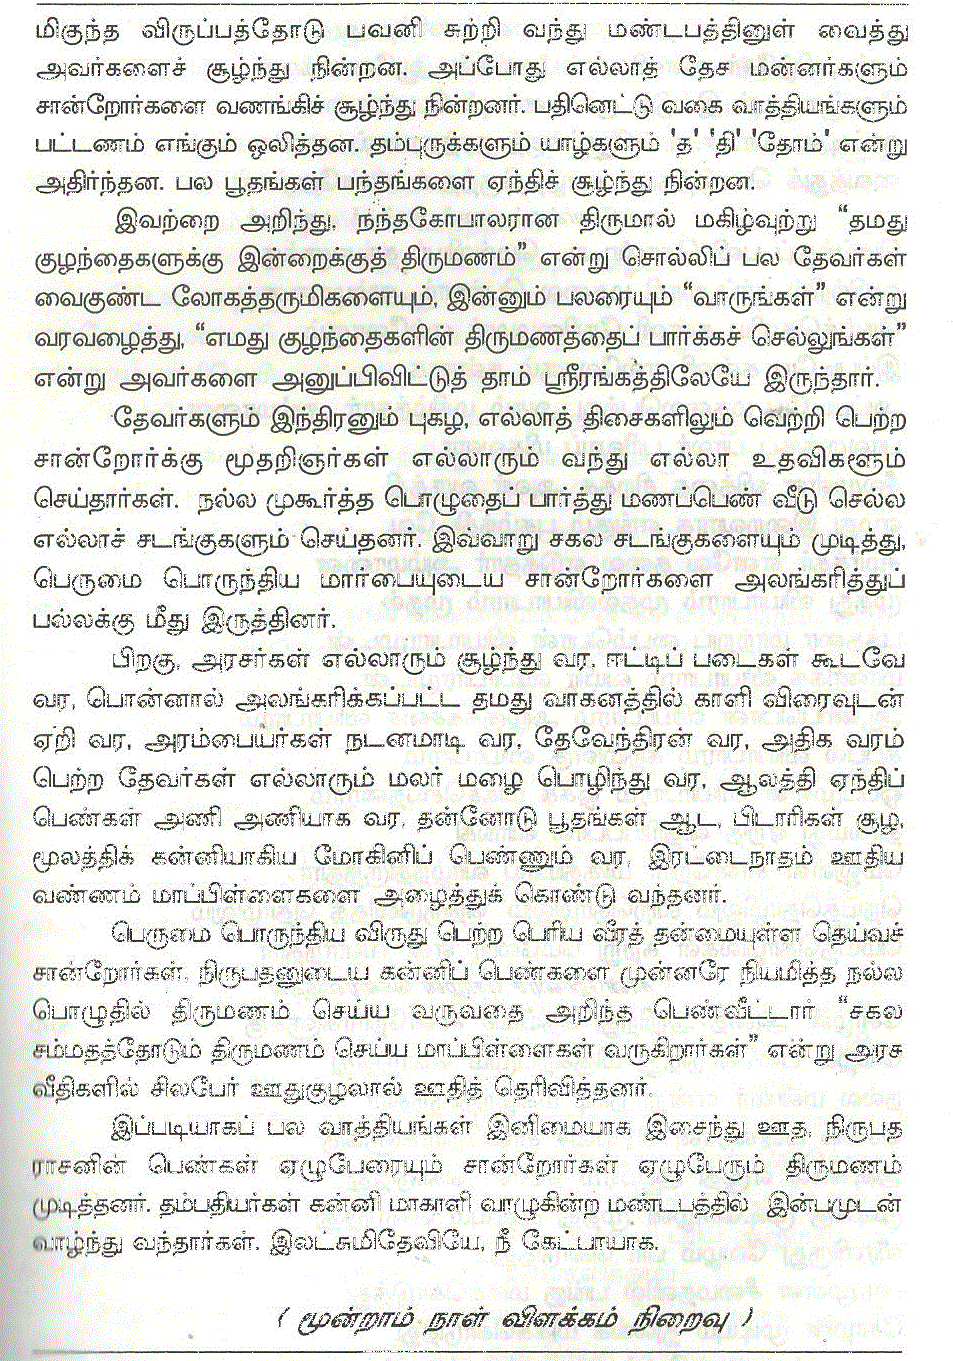 மிகுந்த விருப்பத்தோடு பவனி சுற்றி வந்து மண்டபத்தினுள் வைத்து
அவர்களைச் சூழ்ந்து நின்றன. அப்போது எல்லாத் தேச மன்னர்களும்
சான்றோர்களை வணங்கிச் சூழ்ந்து நின்றனர். பதினெட்டு வகை வாத்தியங்களும்
பட்டணம் எங்கும் ஒலித்தன. தம்புருக்களும் யாழ்களும் 'த' 'தி' 'தோம்' என்று
அதிர்ந்தன. பல பூதங்கள் பந்தங்களை ஏந்திச் சூழ்ந்து நின்றன.
இவற்றை அறிந்து, நந்தகோபாலரான திருமால் மகிழ்வுற்று “தமது
குழந்தைகளுக்கு இன்றைக்குத் திருமணம்” என்று சொல்லிப் பல தேவர்கள்
வைகுண்ட லோகத்தருமிகளையும், இன்னும் பலரையும் “வாருங்கள்” என்று
வரவழைத்து, “எமது குழந்தைகளின் திருமணத்தைப் பார்க்கச் செல்லுங்கள்”
என்று அவர்களை அனுப்பிவிட்டுத் தாம் ஸ்ரீரங்கத்திலேயே இருந்தார்.
தேவர்களும் இந்திரனும் புகழ, எல்லாத் திசைகளிலும் வெற்றி பெற்ற
சான்றோர்க்கு மூதறிஞர்கள் எல்லாரும் வந்து எல்லா உதவிகளும்
செய்தார்கள். நல்ல முகூர்த்த பொழுதைப் பார்த்து மணப்பெண் வீடு செல்ல
எல்லாச் சடங்குகளும் செய்தனர். இவ்வாறு சகல சடங்குகளையும் முடித்து,
பெருமை பொருந்திய மார்பையுடைய சான்றோர்களை அலங்கரித்துப்
பல்லக்கு மீது இருத்தினர்.
பிறகு, அரசர்கள் எல்லாரும் சூழ்ந்து வர, ஈட்டிப் படைகள் கூடவே
வர, பொன்னால் அலங்கரிக்கப்பட்ட தமது வாகனத்தில் காளி விரைவுடன்
ஏறி வர, அரம்பையர்கள் நடனமாடி வர, தேவேந்திரன் வர, அதிக வரம்
பெற்ற தேவர்கள் எல்லாரும் மலர் மழை பொழிந்து வர, ஆலத்தி ஏந்திப்
பெண்கள் அணி அணியாக வர, தன்னோடு பூதங்கள் ஆட, பிடாரிகள் சூழ,
மூலத்திக் கன்னியாகிய மோகினிப் பெண்ணும் வர, இரட்டைநாதம் ஊதிய
வண்ணம் மாப்பிள்ளைகளை அழைத்துக் கொண்டு வந்தனர்.
பெருமை பொருந்திய விருது பெற்ற பெரிய வீரத் தன்மையுள்ள தெய்வச்
சான்றோர்கள், நிருபதனுடைய கன்னிப் பெண்களை முன்னரே நியமித்த நல்ல
பொழுதில் திருமணம் செய்ய வருவதை அறிந்த பெண்வீட்டார் “சகல
சம்மதத்தோடும் திருமணம் செய்ய மாப்பிள்ளைகள் வருகிறார்கள்” என்று அரச
வீதிகளில் சிலபேர் ஊதுகுழலால் ஊதித் தெரிவித்தனர்.
இப்படியாகப் பல வாத்தியங்கள் இனிமையாக இசைந்து ஊத, நிருபத
ராசனின் பெண்கள் ஏழுபேரையும் சான்றோர்கள் ஏழுபேரும் திருமணம்
முடித்தனர். தம்பதியர்கள் கன்னி மாகாளி வாழுகின்ற மண்டபத்தில் இன்பமுடன்
வாழ்ந்து வந்தார்கள். இலட்சுமிதேவியே, நீ கேட்பாயாக.
( மூன்றாம் நாள் விளக்கம் நிறைவு )